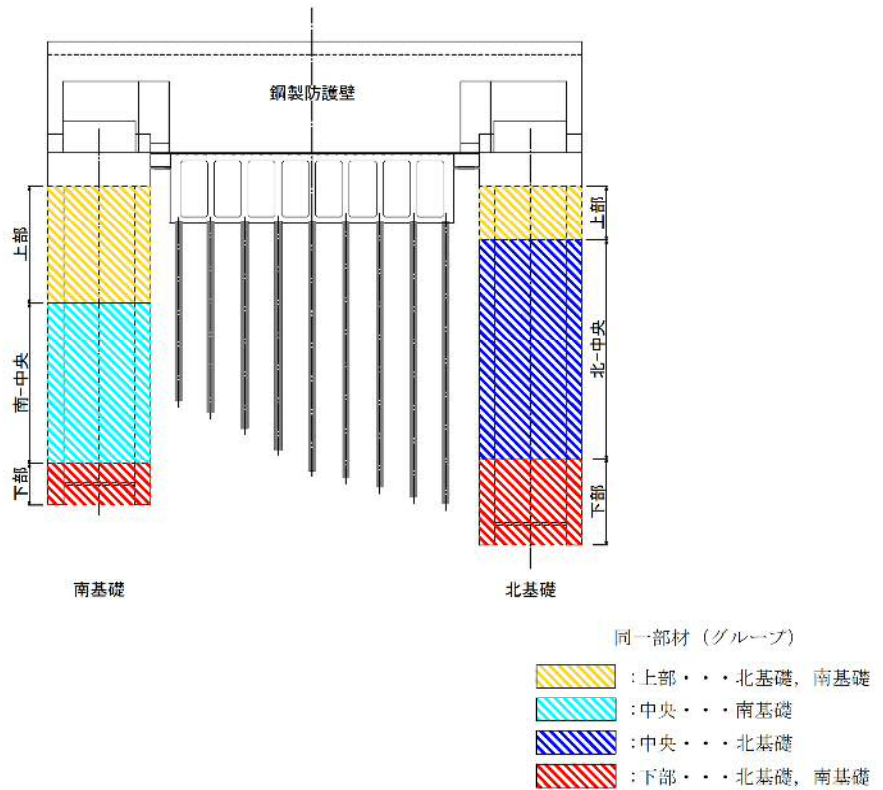 鋼製防護壁
上部
南-中央
下部
上部
北-中央
下部
南基礎
北基礎
同一部材（グループ）
：上部・・・北基礎，南基礎
：中央・・・南基礎
：中央・・・北基礎
：下部・・・北基礎，南基礎